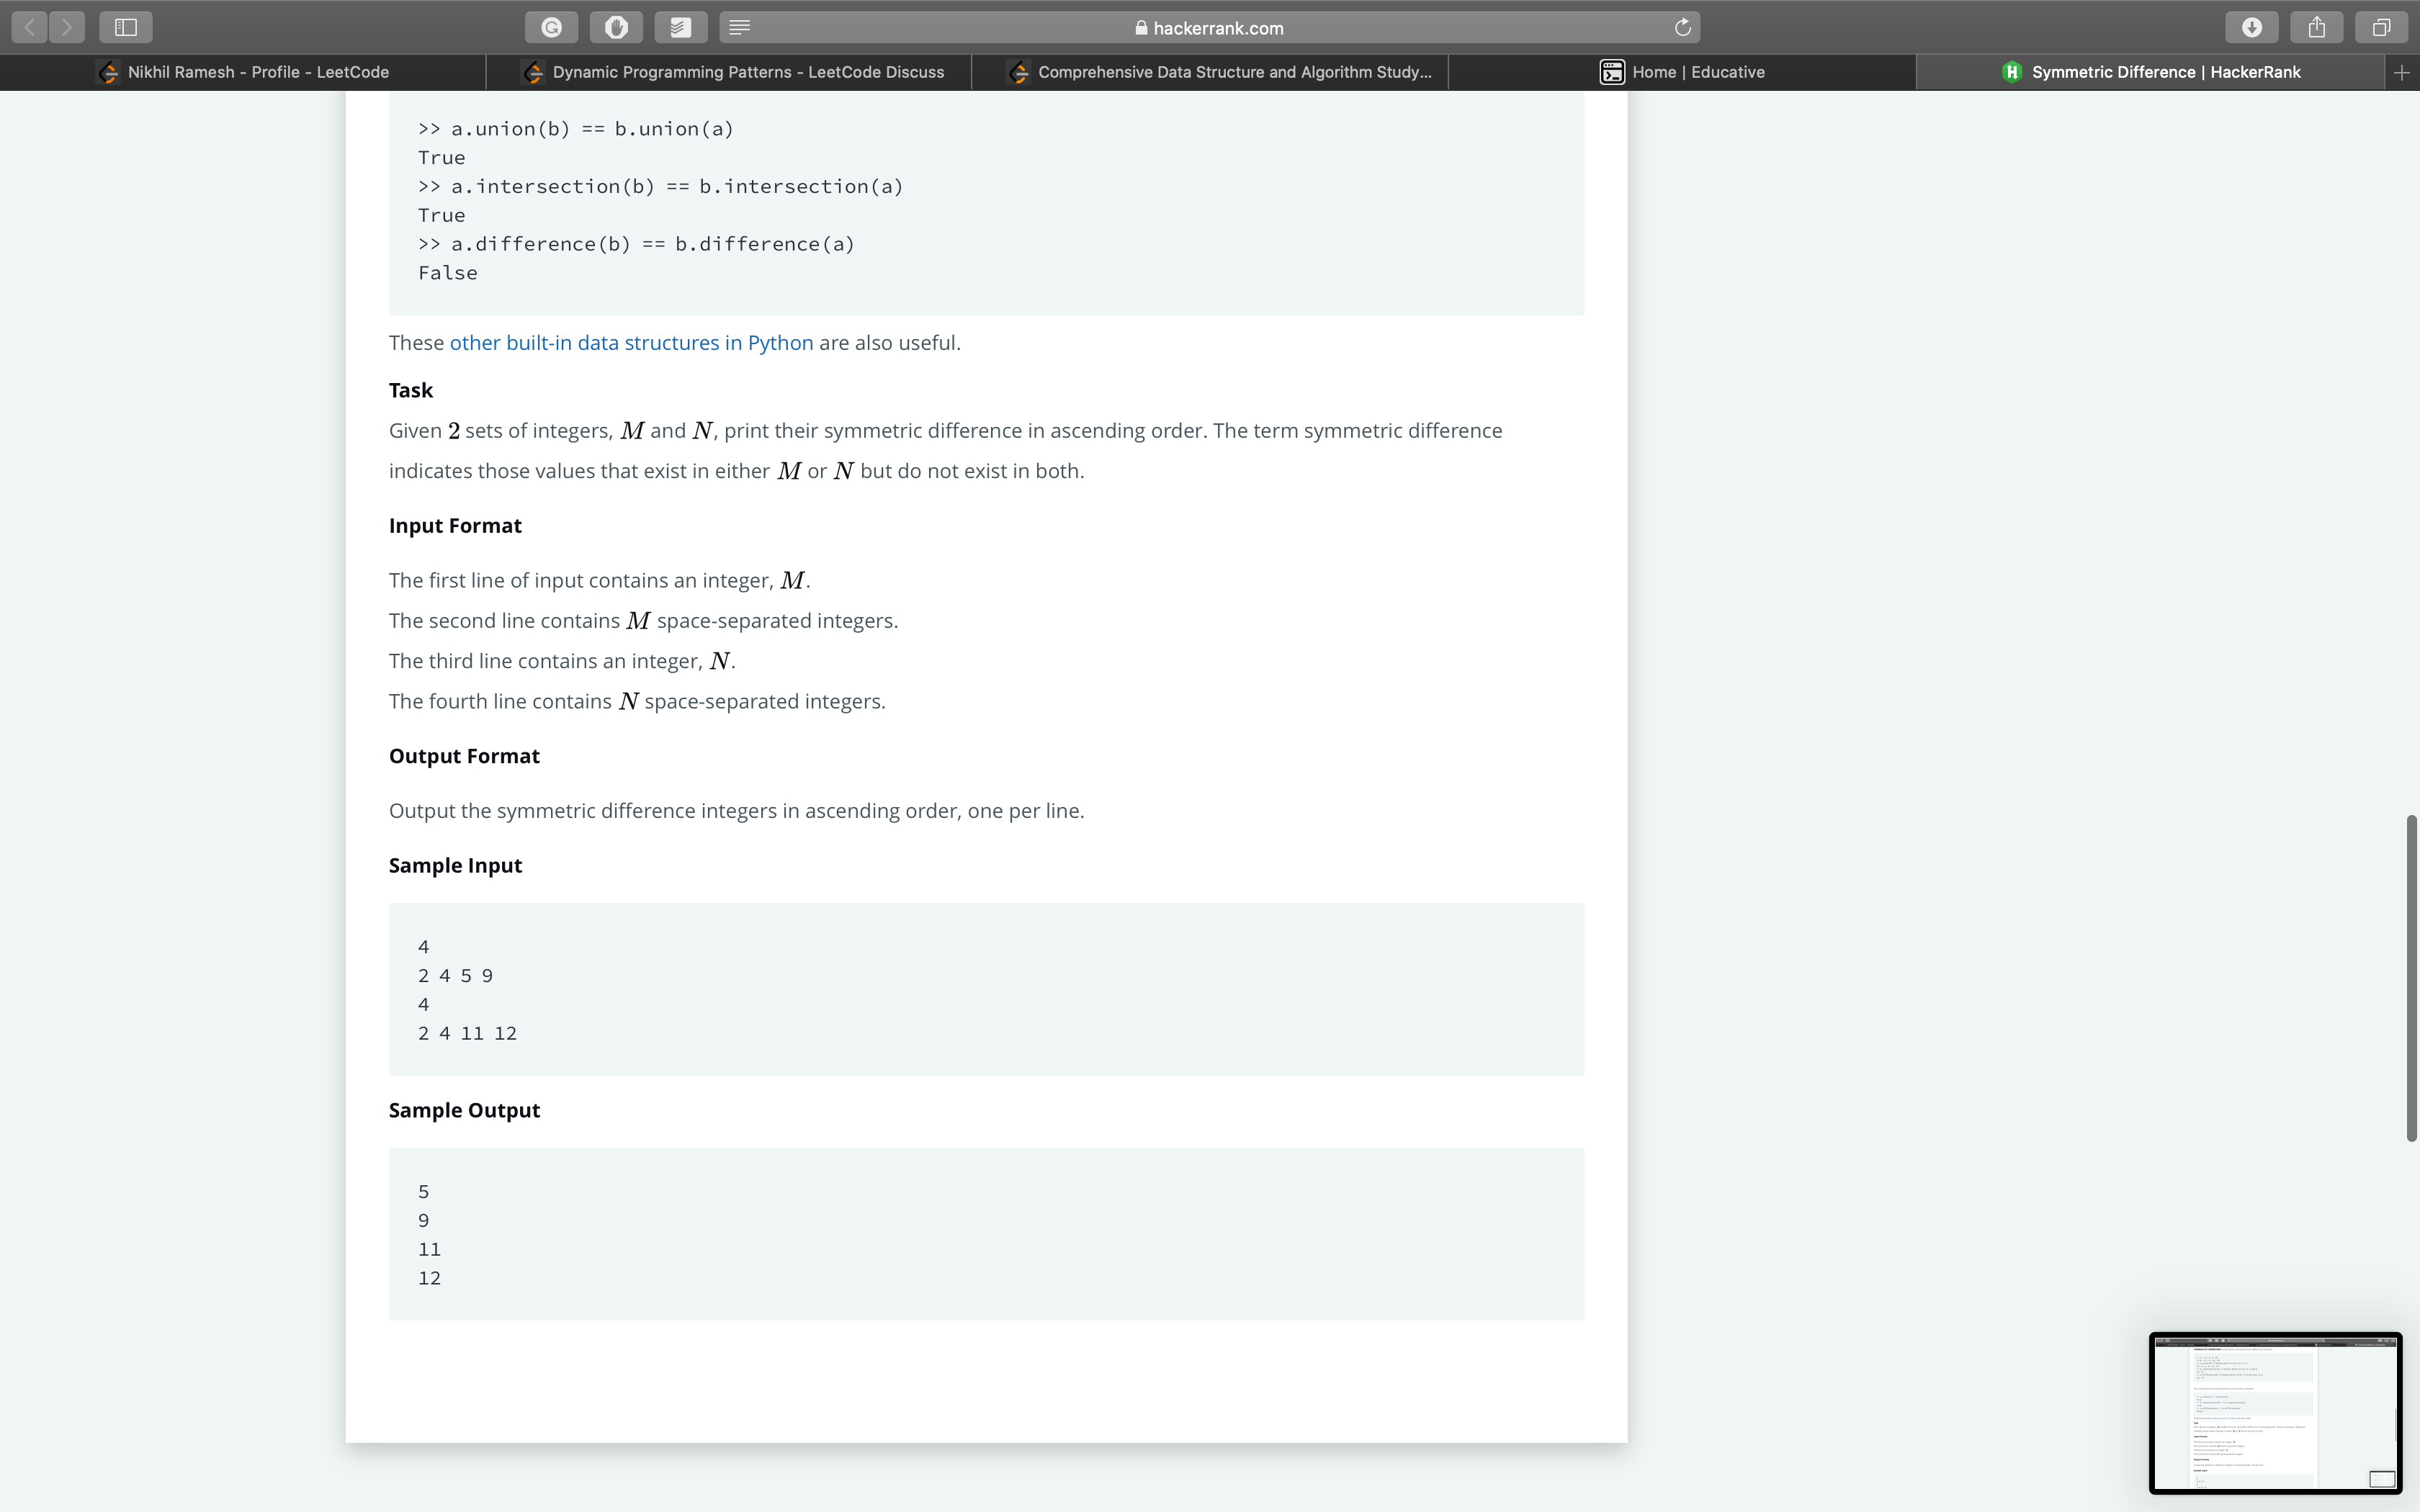 hackerrank.com
Nikhil Ramesh - Profile - LeetCode
Dynamic Programming Patterns - LeetCode Discuss
Comprehensive Data Structure and Algorithm Study...
Home | Educative
Symmetric Difference | HackerRank
>> a.union(b) == b.union(a)
True
>> a.intersection(b) == b.intersection(a)
True
>> a.difference(b) == b.difference(a)
False
These other built-in data structures in Python are also useful.
Task
Given 2 sets of integers, M and N, print their symmetric difference in ascending order. The term symmetric difference
indicates those values that exist in either M or N but do not exist in both.
Input Format
The first line of input contains an integer, M.
The second line contains M space-separated integers.
The third line contains an integer, N.
The fourth line contains N space-separated integers.
Output Format
Output the symmetric difference integers in ascending order, one per line.
Sample Input
4
2 4 5 9
4
2 4 11 12
Sample Output
5
9
11
12